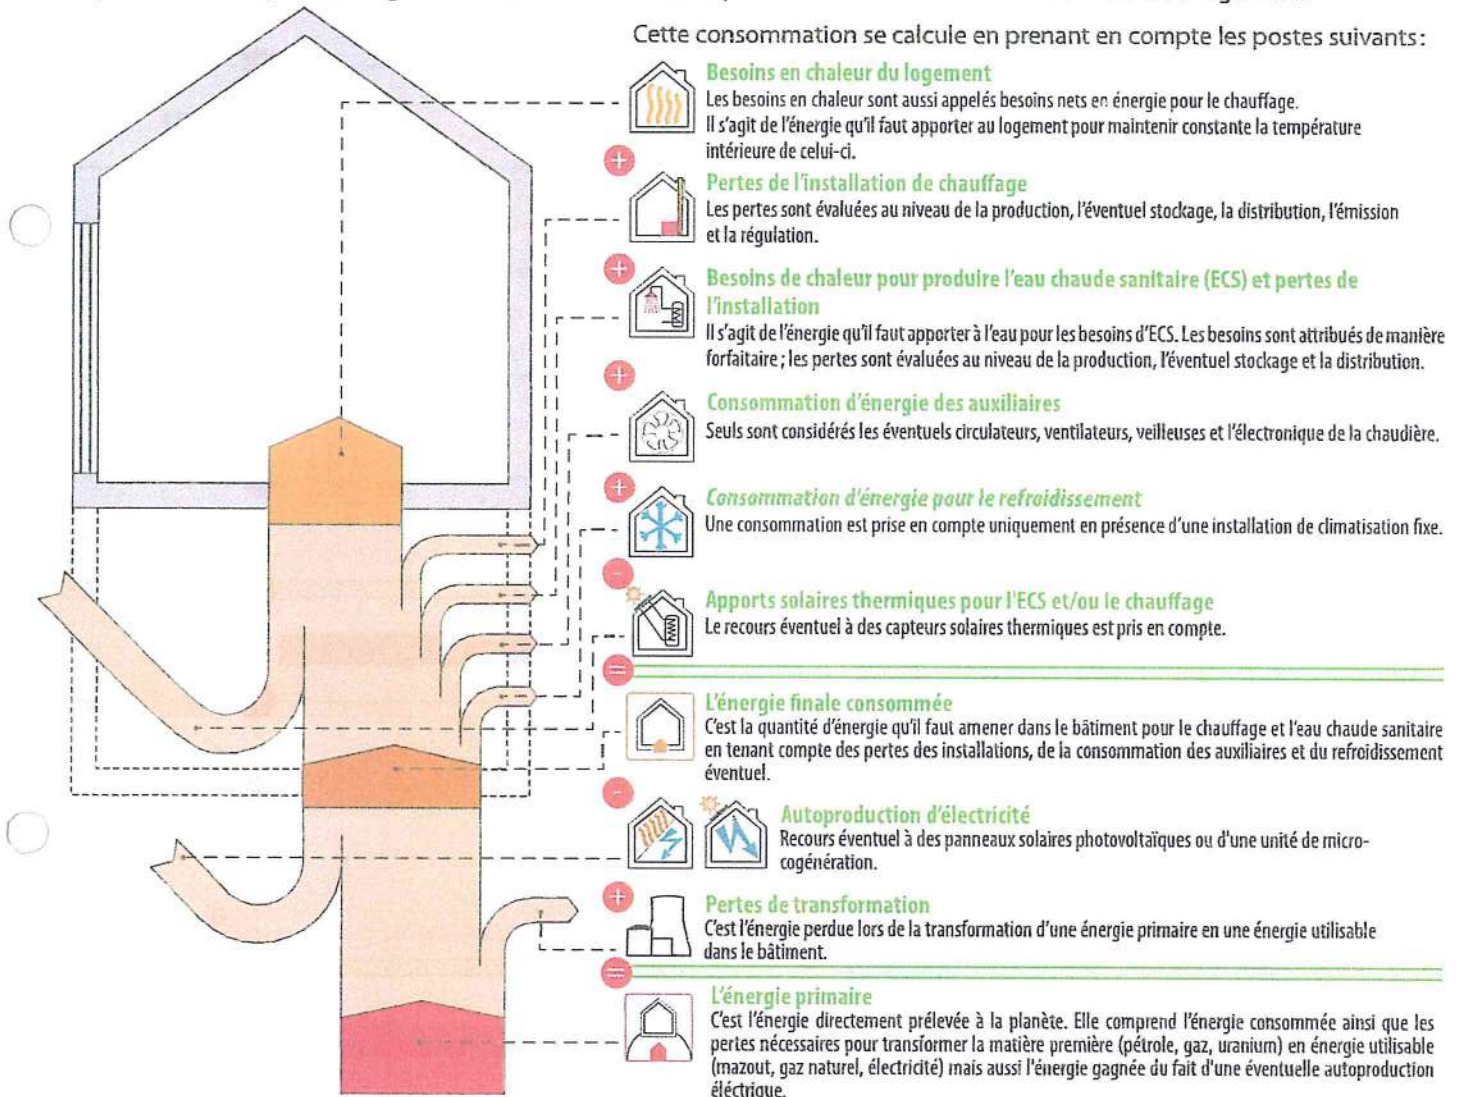 Cette consommation se calcule en prenant en compte les postes suivants :
Besoins en chaleur du logement
Les besoins en chaleur sont aussi appelés besoins nets en énergie pour le chauffage.
Il s'agit de l'énergie qu'il faut apporter au logement pour maintenir constante la température
intérieure de celui-ci.
+
Pertes de l'installation de chauffage
Les pertes sont évaluées au niveau de la production, l'éventuel stockage, la distribution, l'émission
et la régulation.
+
Besoins de chaleur pour produire l'eau chaude sanitaire (ECS) et pertes de
l'installation
Il s'agit de l'énergie qu'il faut apporter à l'eau pour les besoins d'ECS. Les besoins sont attribués de manière
forfaitaire ; les pertes sont évaluées au niveau de la production, l'éventuel stockage et la distribution.
+
Consommation d'énergie des auxiliaires
Seuls sont considérés les éventuels circulateurs, ventilateurs, veilleuses et l'électronique de la chaudière.
+
Consommation d'énergie pour le refroidissement
Une consommation est prise en compte uniquement en présence d'une installation de climatisation fixe.
-
Apports solaires thermiques pour l'ECS et/ou le chauffage
Le recours éventuel à des capteurs solaires thermiques est pris en compte.
=
L'énergie finale consommée
C'est la quantité d'énergie qu'il faut amener dans le bâtiment pour le chauffage et l'eau chaude sanitaire
en tenant compte des pertes des installations, de la consommation des auxiliaires et du refroidissement
éventuel.
-
Autoproduction d'électricité
Recours éventuel à des panneaux solaires photovoltaïques ou d'une unité de micro-
cogénération.
+
Pertes de transformation
C'est l'énergie perdue lors de la transformation d'une énergie primaire en une énergie utilisable
dans le bâtiment.
=
L'énergie primaire
C'est l'énergie directement prélevée à la planète. Elle comprend l'énergie consommée ainsi que les
pertes nécessaires pour transformer la matière première (pétrole, gaz, uranium) en énergie utilisable
(mazout, gaz naturel, électricité) mais aussi l'énergie gagnée du fait d'une éventuelle autoproduction
éléctrique.